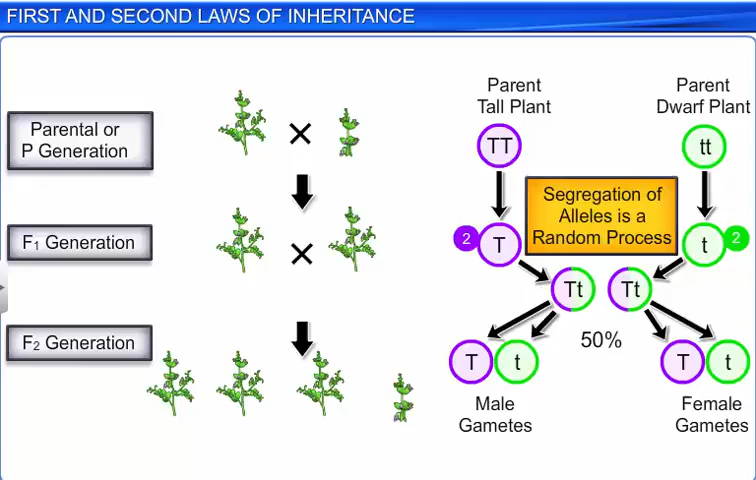 FIRST AND SECOND LAWS OF INHERITANCE
Parental or
P Generation
F1 Generation
F2 Generation
Parent
Tall Plant
Parent
Dwarf Plant
TT
tt
Segregation of
Alleles is a
Random Process
2
T
t
2
Tt
Tt
50%
T
t
T
t
Male
Gametes
Female
Gametes